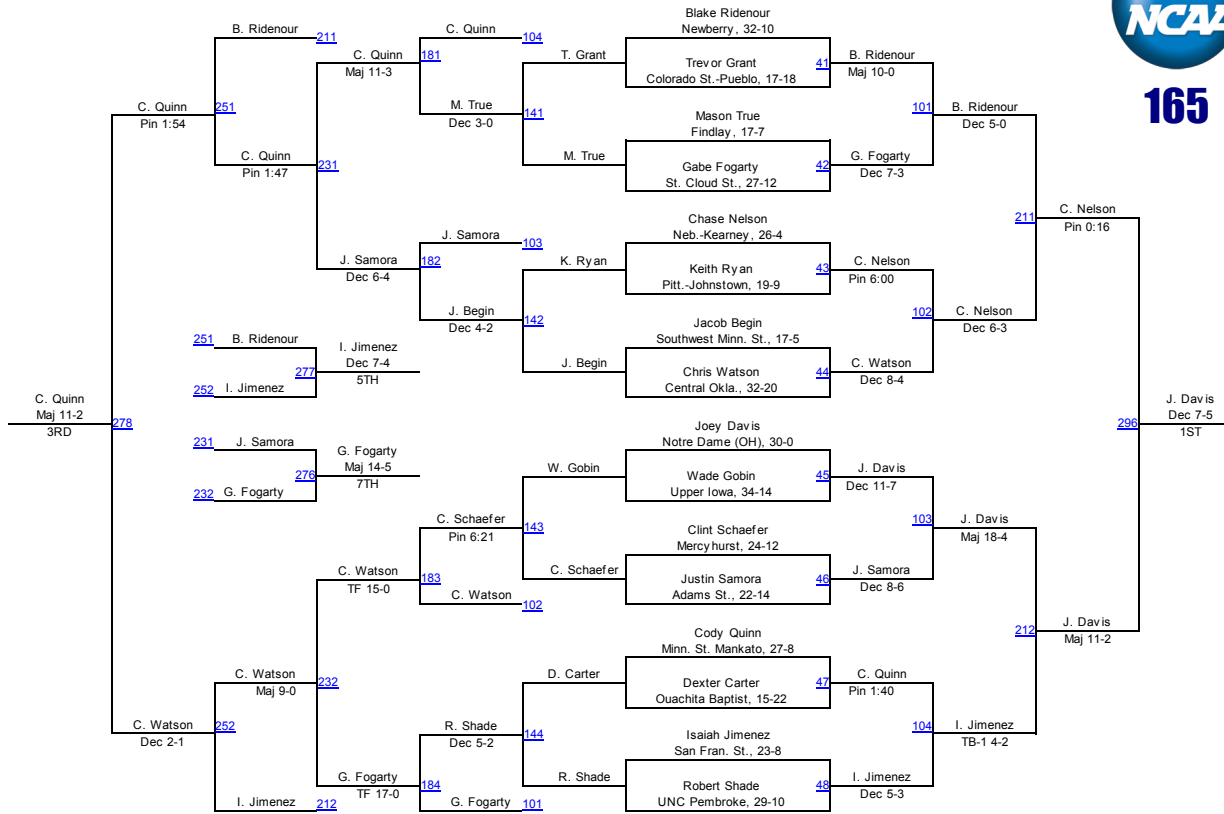 NCAA
165
Blake Ridenour
Newberry, 32-10
41
Trevor Grant
Colorado St.-Pueblo, 17-18
Mason True
Findlay, 17-7
42
Gabe Fogarty
St. Cloud St., 27-12
Chase Nelson
Neb.-Kearney, 26-4
43
Keith Ryan
Pitt.-Johnstown, 19-9
Jacob Begin
Southwest Minn. St., 17-5
44
Chris Watson
Central Okla., 32-20
Joey Davis
Notre Dame (OH), 30-0
45
Wade Gobin
Upper Iowa, 34-14
Clint Schaefer
Mercyhurst, 24-12
46
Justin Samora
Adams St., 22-14
Cody Quinn
Minn. St. Mankato, 27-8
47
Dexter Carter
Ouachita Baptist, 15-22
Isaiah Jimenez
San Fran. St., 23-8
48
Robert Shade
UNC Pembroke, 29-10
B. Ridenour
Maj 10-0
101
G. Fogarty
Dec 7-3
C. Nelson
Pin 6:00
102
C. Watson
Dec 8-4
J. Davis
Dec 11-7
103
J. Samora
Dec 8-6
C. Quinn
Pin 1:40
104
I. Jimenez
Dec 5-3
B. Ridenour
Dec 5-0
211
C. Nelson
Dec 6-3
J. Davis
Maj 18-4
212
I. Jimenez
TB-1 4-2
C. Nelson
Pin 0:16
296
J. Davis
Maj 11-2
J. Davis
Dec 7-5
1ST
T. Grant
141
M. True
K. Ryan
142
J. Begin
W. Gobin
143
C. Schaefer
D. Carter
144
R. Shade
C. Quinn
104
181
M. True
Dec 3-0
J. Samora
103
182
J. Begin
Dec 4-2
C. Schaefer
Pin 6:21
183
C. Watson
102
R. Shade
Dec 5-2
184
G. Fogarty
101
C. Quinn
Maj 11-3
231
J. Samora
Dec 6-4
C. Watson
TF 15-0
232
G. Fogarty
TF 17-0
B. Ridenour
211
251
C. Quinn
Pin 1:47
C. Watson
Maj 9-0
252
I. Jimenez
212
C. Quinn
Pin 1:54
278
C. Watson
Dec 2-1
C. Quinn
Maj 11-2
3RD
251
B. Ridenour
277
252
I. Jimenez
I. Jimenez
Dec 7-4
5TH
231
J. Samora
276
232
G. Fogarty
G. Fogarty
Maj 14-5
7TH